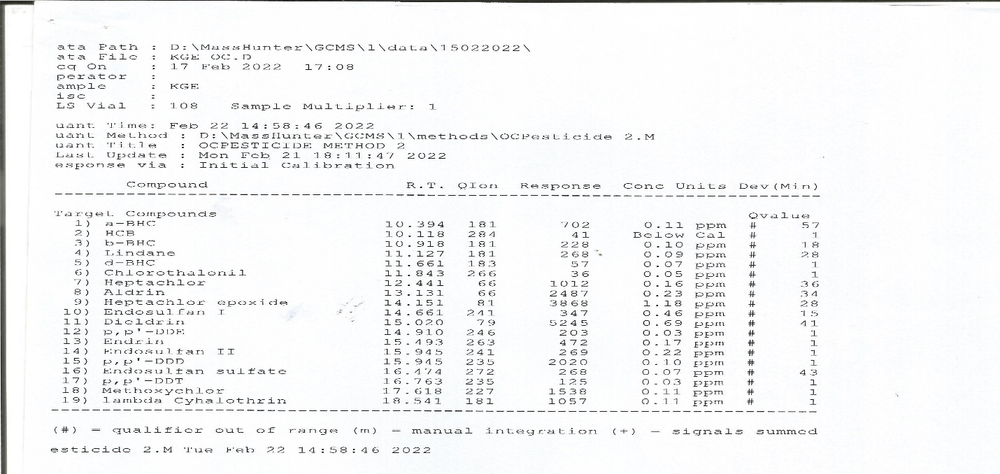 ata Path : D:\MassHunter\GCMS\1\data\15022022\
ata File : KGE OC.D
cq On : 17 Feb 2022 17:08
perator :
ample : KGE
isc :
LS Vial : 108 Sample Multiplier: 1
uant Time: Feb 22 14:58:46 2022
uant Method : D:\MassHunter\GCMS\1\methods\OCPesticide 2.M
uant Title : OCPESTICIDE METHOD 2
Last Update : Mon Feb 21 18:11:47 2022
esponse via : Initial Calibration
Compound R.T. QIon Response Conc Units Dev(Min)
Target Compounds Qvalue
1) a-BHC 10.394 181 702 0.11 ppm # 57
2) HCB 10.118 284 41 Below Cal # 1
3) b-BHC 10.918 181 228 0.10 ppm # 18
4) Lindane 11.127 181 268 0.09 ppm # 28
5) d-BHC 11.661 183 57 0.07 ppm # 1
6) Chlorothalonil 11.843 266 36 0.05 ppm # 1
7) Heptachlor 12.441 66 1012 0.16 ppm # 36
8) Aldrin 13.131 66 2487 0.23 ppm # 34
9) Heptachlor epoxide 14.151 81 3868 1.18 ppm # 28
10) Endosulfan I 14.661 241 347 0.46 ppm # 15
11) Dieldrin 15.020 79 5245 0.69 ppm # 41
12) p,p'-DDE 14.910 246 203 0.03 ppm # 1
13) Endrin 15.493 263 472 0.17 ppm # 1
14) Endosulfan II 15.945 241 269 0.22 ppm # 1
15) p,p'-DDD 15.945 235 2020 0.10 ppm # 1
16) Endosulfan sulfate 16.474 272 268 0.07 ppm # 43
17) p,p'-DDT 16.763 235 125 0.03 ppm # 1
18) Methoxychlor 17.618 227 1538 0.11 ppm # 1
19) lambda Cyhalothrin 18.541 181 1057 0.11 ppm # 1
(#) = qualifier out of range (m) = manual integration (+) = signals summed
esticide 2.M Tue Feb 22 14:58:46 2022